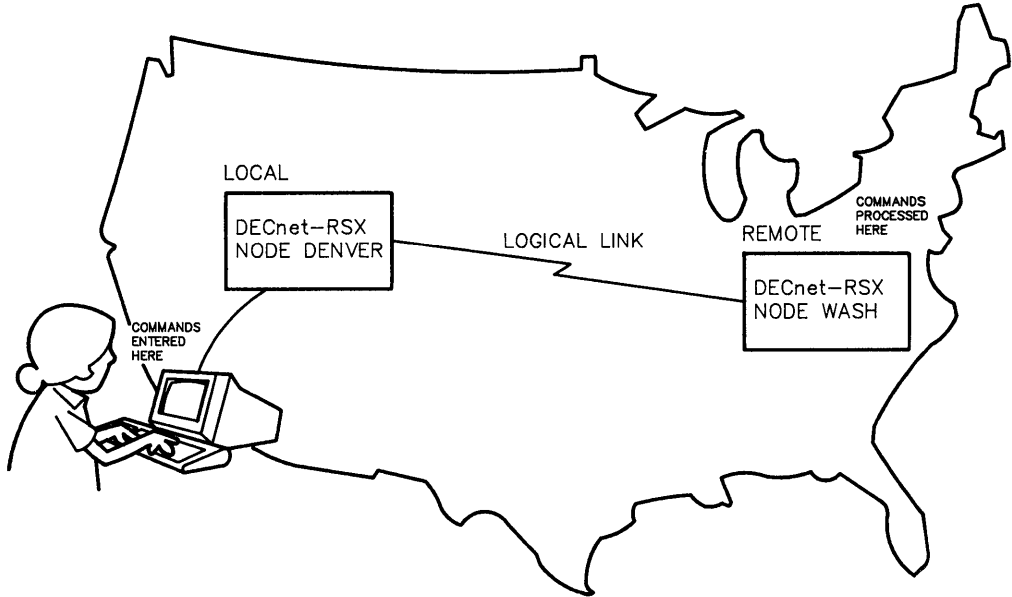 LOCAL
DECnet-RSX
NODE DENVER
LOGICAL LINK
COMMANDS
PROCESSED
HERE
REMOTE
DECnet-RSX
NODE WASH
COMMANDS
ENTERED
HERE